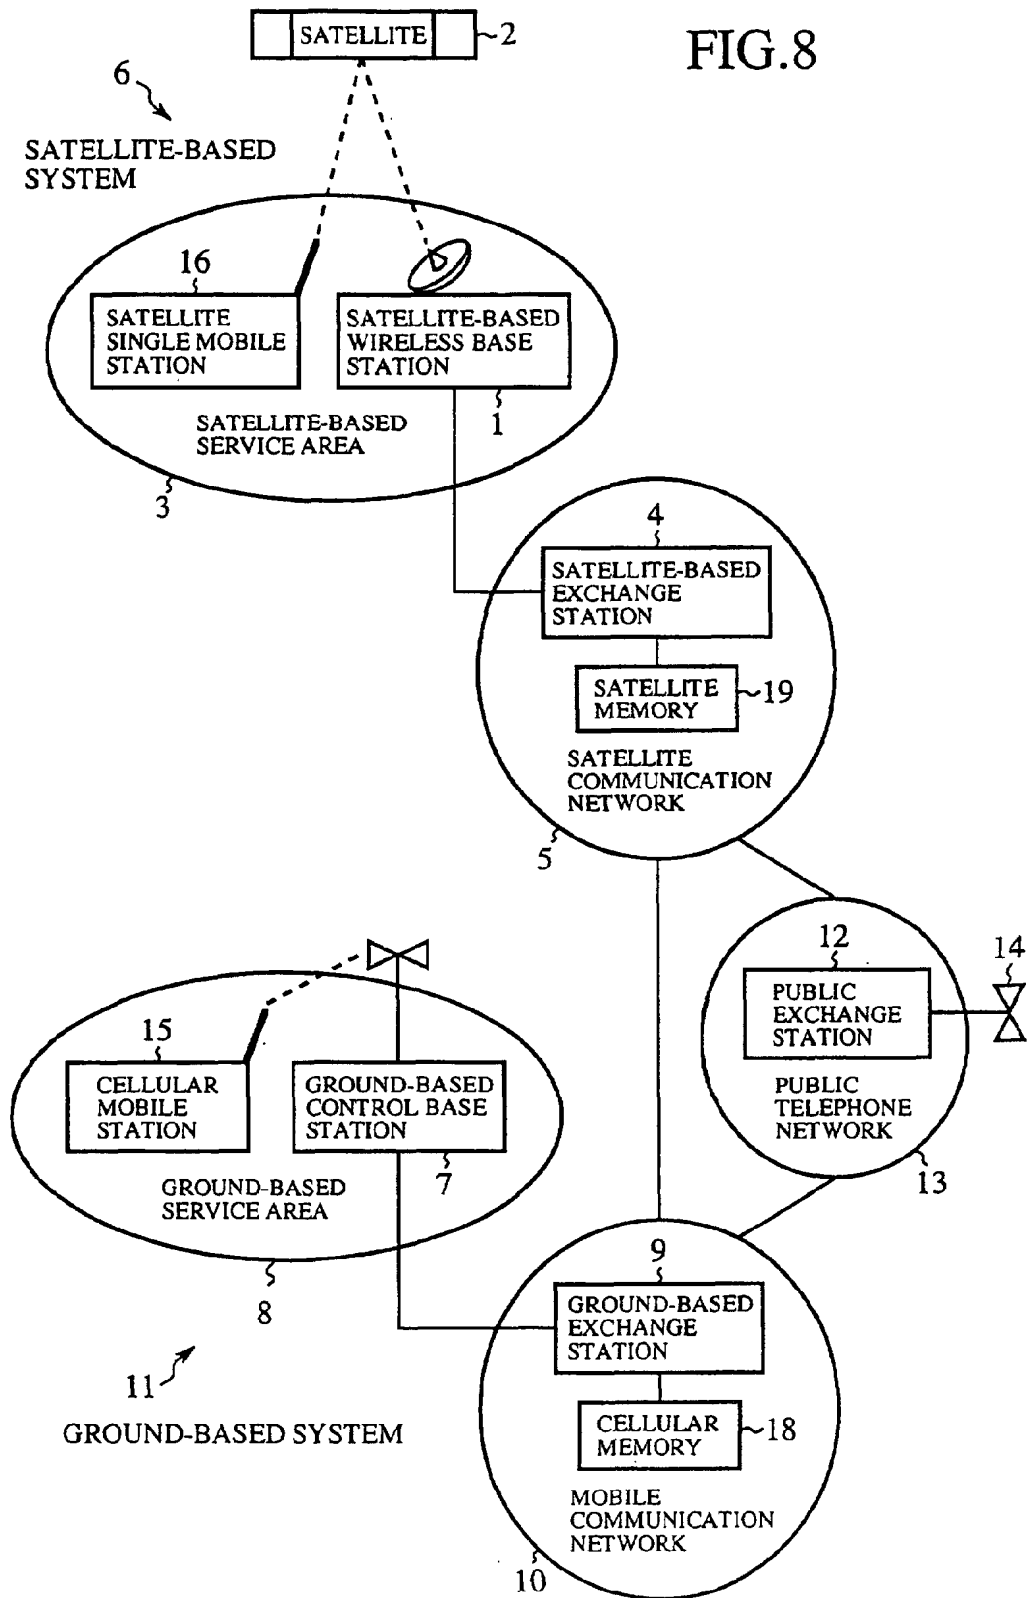 SATELLITE
2
FIG.8
6
SATELLITE-BASED
SYSTEM
16
SATELLITE
SINGLE MOBILE
STATION
SATELLITE-BASED
WIRELESS BASE
STATION
1
SATELLITE-BASED
SERVICE AREA
3
4
SATELLITE-BASED
EXCHANGE
STATION
SATELLITE
MEMORY
19
SATELLITE
COMMUNICATION
NETWORK
5
12
14
PUBLIC
EXCHANGE
STATION
PUBLIC
TELEPHONE
NETWORK
13
15
CELLULAR
MOBILE
STATION
GROUND-BASED
CONTROL BASE
STATION
7
GROUND-BASED
SERVICE AREA
8
9
GROUND-BASED
EXCHANGE
STATION
11
GROUND-BASED SYSTEM
CELLULAR
MEMORY
18
MOBILE
COMMUNICATION
NETWORK
10